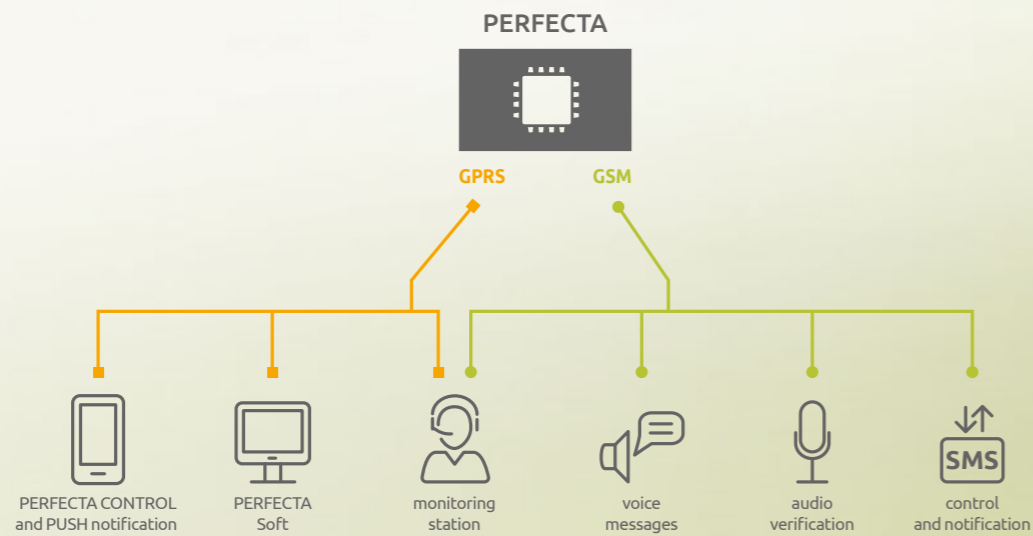 PERFECTA
GPRS
GSM
PERFECTA CONTROL
and PUSH notification
PERFECTA
Soft
monitoring
station
voice
messages
audio
verification
SMS
control
and notification